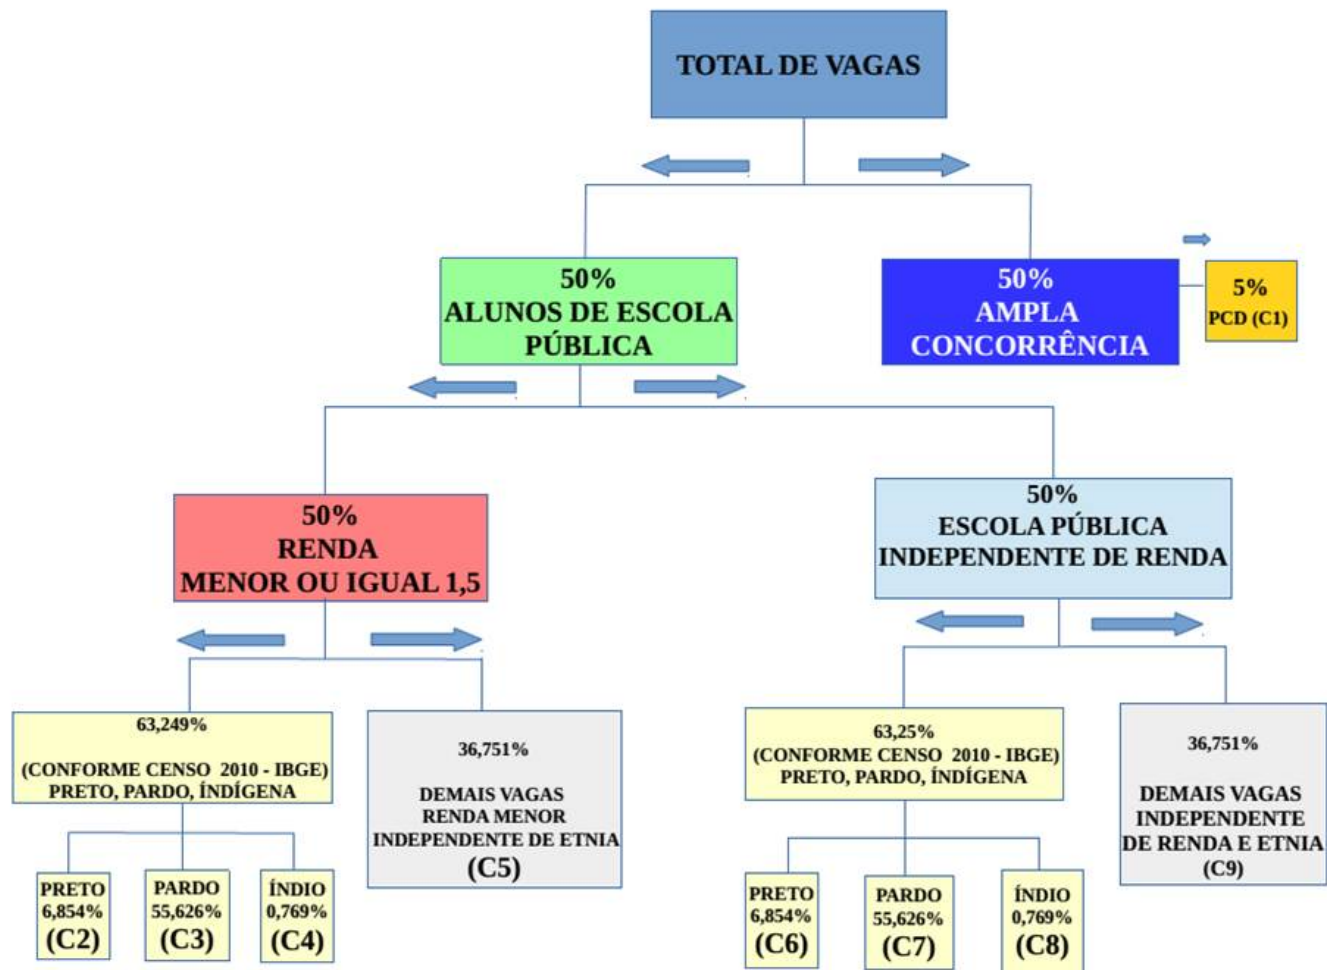 TOTAL DE VAGAS
50%
ALUNOS DE ESCOLA
PÚBLICA
50%
AMPLA
CONCORRÊNCIA
5%
PCD (C1)
50%
RENDA
MENOR OU IGUAL 1,5
50%
ESCOLA PÚBLICA
INDEPENDENTE DE RENDA
63,249%
(CONFORME CENSO 2010 - IBGE)
PRETO, PARDO, ÍNDÍGENA
36,751%
DEMAIS VAGAS
RENDA MENOR
INDEPENDENTE DE ETNIA
(C5)
63,25%
(CONFORME CENSO 2010 - IBGE)
PRETO, PARDO, ÍNDÍGENA
36,751%
DEMAIS VAGAS
INDEPENDENTE
DE RENDA E ETNIA
(C9)
PRETO
6,854%
(C2)
PARDO
55,626%
(C3)
ÍNDIO
0,769%
(C4)
PRETO
6,854%
(C6)
PARDO
55,626%
(C7)
ÍNDIO
0,769%
(C8)